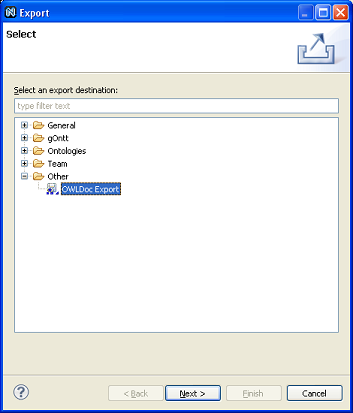 Export
Select
Select an export destination:
type filter text
General
gOntt
Ontologies
Team
Other
OWLDoc Export
?
< Back
Next >
Finish
Cancel